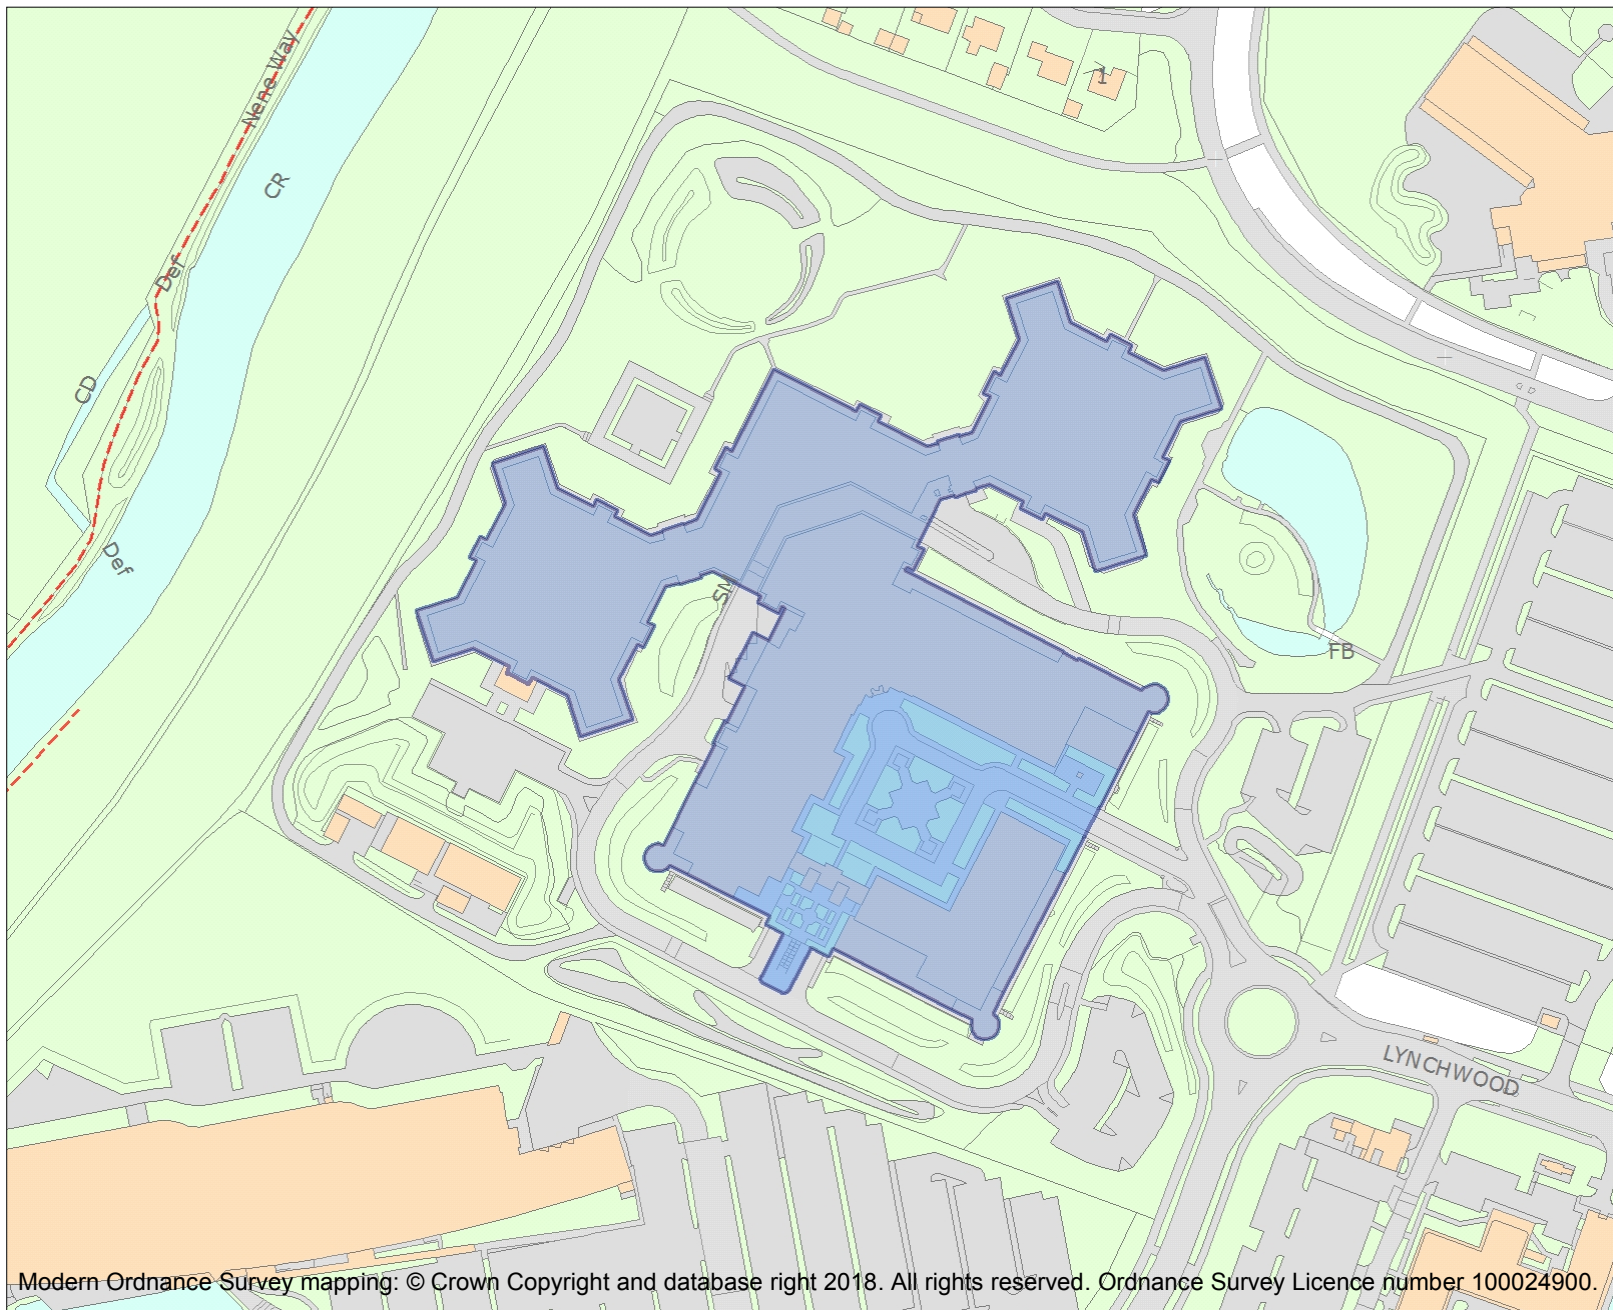 Nene Way
1
CR
Def
CD
Def
SM
FB
LYNCHWOOD
Modern Ordnance Survey mapping: © Crown Copyright and database right 2018. All rights reserved. Ordnance Survey Licence number 100024900.